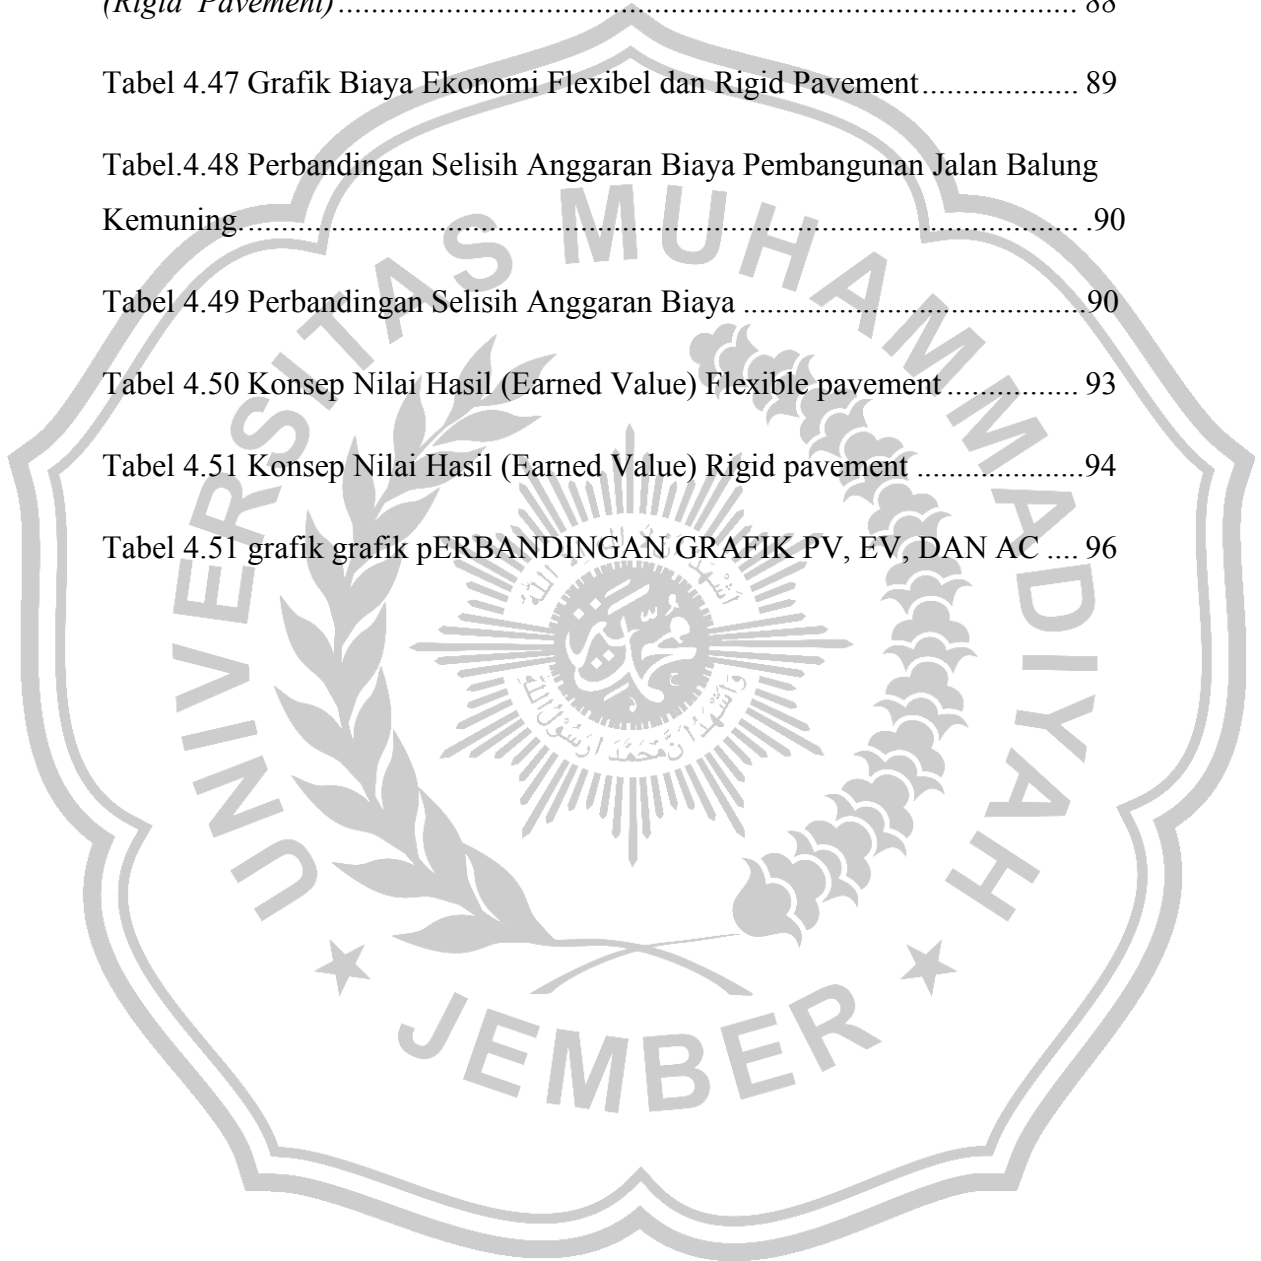 (Rigid Pavement)............................................................................................. 88
Tabel 4.47 Grafik Biaya Ekonomi Flexibel dan Rigid Pavement.................... 89
Tabel.4.48 Perbandingan Selisih Anggaran Biaya Pembangunan Jalan Balung
Kemuning.......................................................................................................... .90
Tabel 4.49 Perbandingan Selisih Anggaran Biaya ...........................................90
Tabel 4.50 Konsep Nilai Hasil (Earned Value) Flexible pavement ................. 93
Tabel 4.51 Konsep Nilai Hasil (Earned Value) Rigid pavement .....................94
Tabel 4.51 grafik grafik pERBANDINGAN GRAFIK PV, EV, DAN AC .... 96
UNIVERSITAS MUHAMMADIYAH
JEMBER